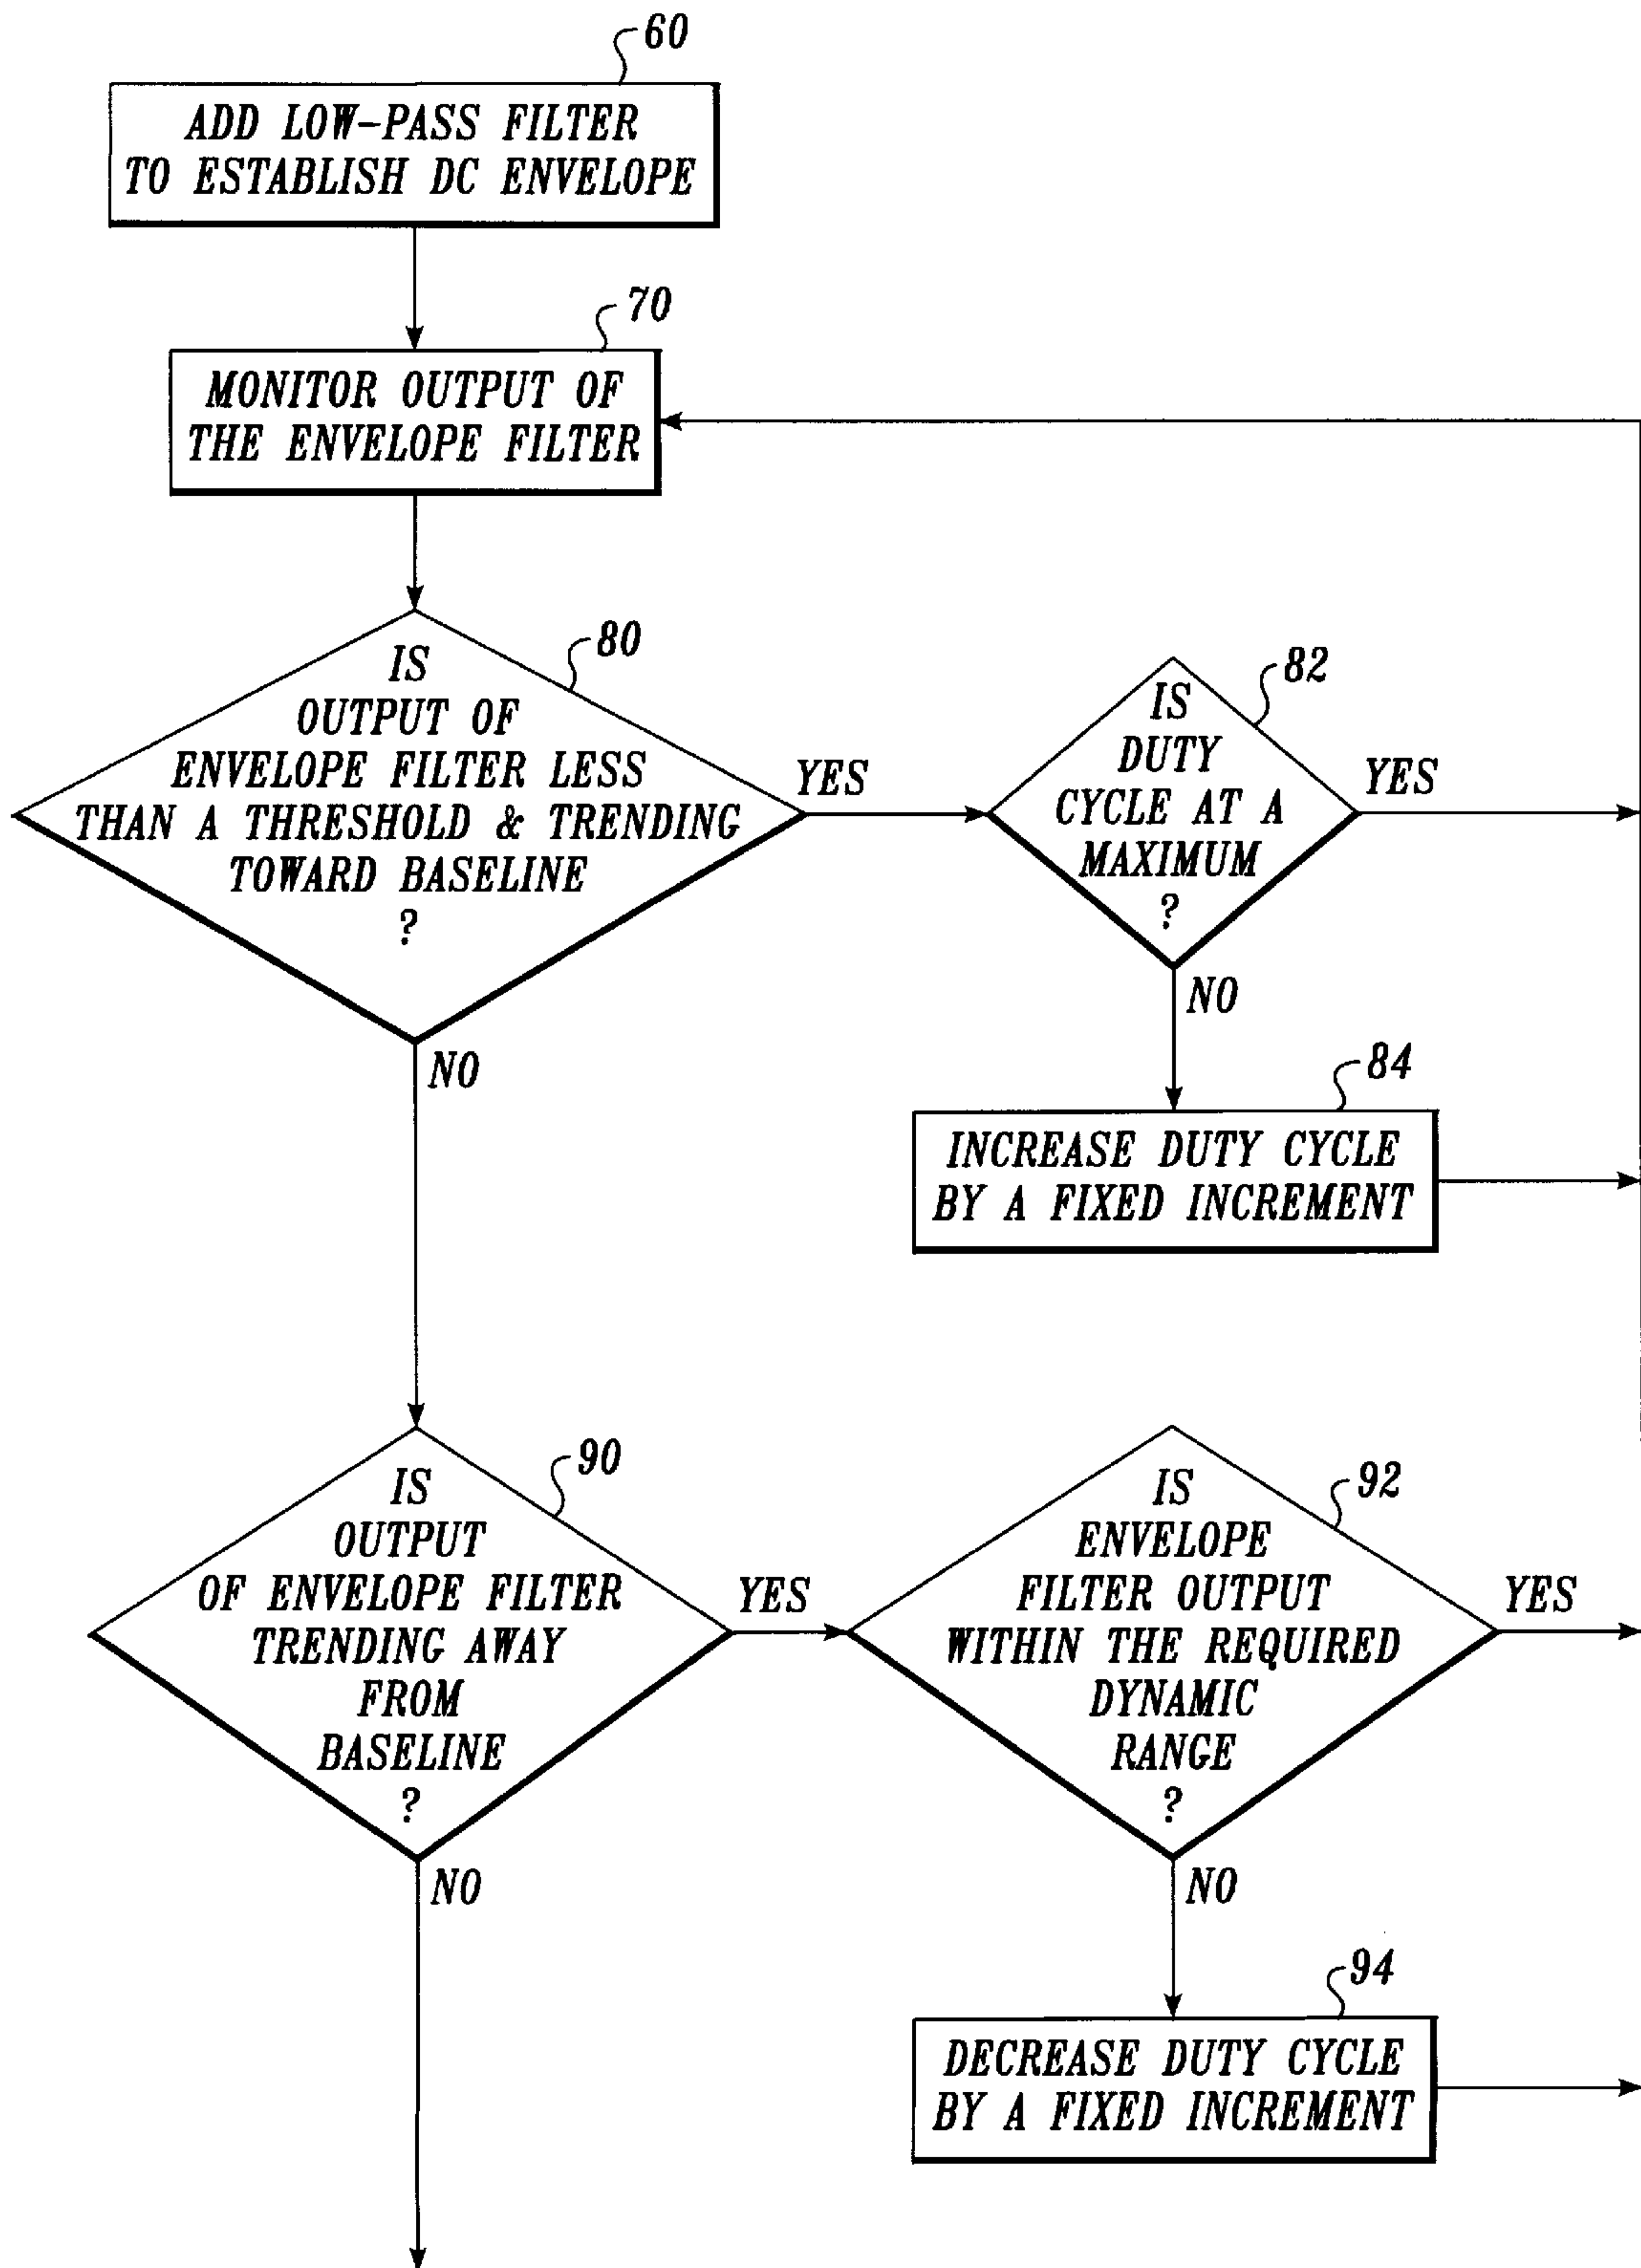 60
ADD LOW-PASS FILTER
TO ESTABLISH DC ENVELOPE
70
MONITOR OUTPUT OF
THE ENVELOPE FILTER
80
IS
OUTPUT OF
ENVELOPE FILTER LESS
THAN A THRESHOLD & TRENDING
TOWARD BASELINE
?
YES
NO
82
IS
DUTY
CYCLE AT A
MAXIMUM
?
YES
NO
84
INCREASE DUTY CYCLE
BY A FIXED INCREMENT
90
IS
OUTPUT
OF ENVELOPE FILTER
TRENDING AWAY
FROM
BASELINE
?
YES
NO
92
IS
ENVELOPE
FILTER OUTPUT
WITHIN THE REQUIRED
DYNAMIC
RANGE
?
YES
NO
94
DECREASE DUTY CYCLE
BY A FIXED INCREMENT